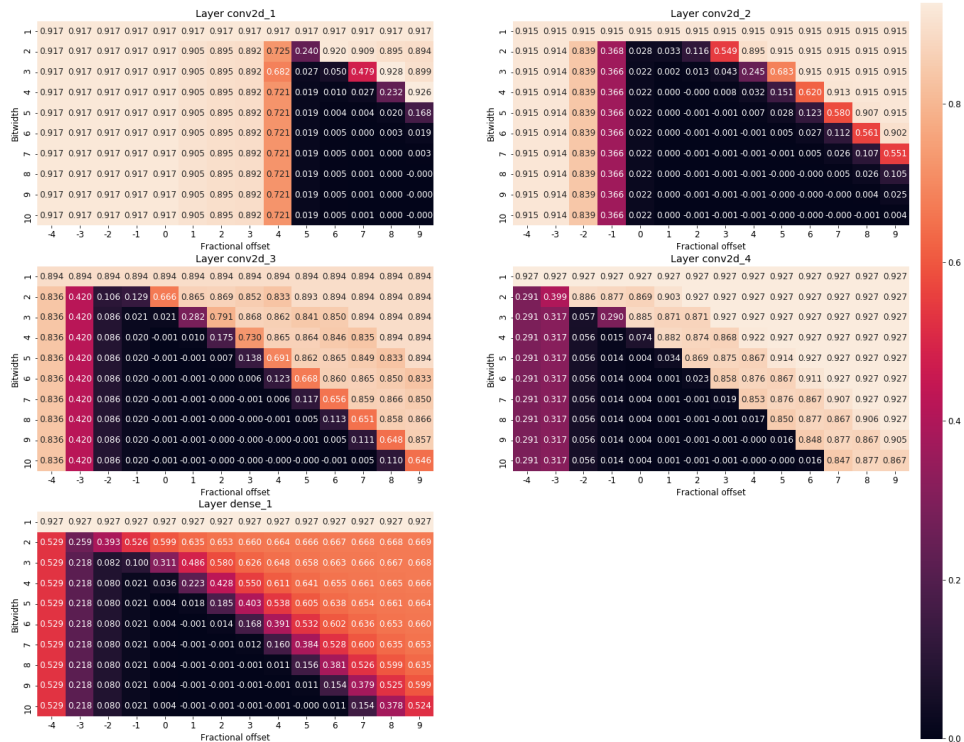 Layer conv2d_1
1 0.917 0.917 0.917 0.917 0.917 0.917 0.917 0.917 0.917 0.917 0.917 0.917 0.917 0.917
2 0.917 0.917 0.917 0.917 0.917 0.905 0.895 0.892 0.725 0.240 0.920 0.909 0.895 0.894
3 0.917 0.917 0.917 0.917 0.917 0.905 0.895 0.892 0.682 0.027 0.050 0.479 0.928 0.899
4 0.917 0.917 0.917 0.917 0.917 0.905 0.895 0.892 0.721 0.019 0.010 0.027 0.232 0.926
5 0.917 0.917 0.917 0.917 0.917 0.905 0.895 0.892 0.721 0.019 0.004 0.004 0.020 0.168
6 0.917 0.917 0.917 0.917 0.917 0.905 0.895 0.892 0.721 0.019 0.005 0.000 0.003 0.019
7 0.917 0.917 0.917 0.917 0.917 0.905 0.895 0.892 0.721 0.019 0.005 0.001 0.000 0.003
8 0.917 0.917 0.917 0.917 0.917 0.905 0.895 0.892 0.721 0.019 0.005 0.001 0.000 -0.000
9 0.917 0.917 0.917 0.917 0.917 0.905 0.895 0.892 0.721 0.019 0.005 0.001 0.000 -0.000
10 0.917 0.917 0.917 0.917 0.917 0.905 0.895 0.892 0.721 0.019 0.005 0.001 0.000 -0.000
Bitwidth
-4 -3 -2 -1 0 1 2 3 4 5 6 7 8 9
Fractional offset
Layer conv2d_2
1 0.915 0.915 0.915 0.915 0.915 0.915 0.915 0.915 0.915 0.915 0.915 0.915 0.915 0.915
2 0.915 0.914 0.839 0.368 0.028 0.033 0.116 0.549 0.895 0.915 0.915 0.915 0.915 0.915
3 0.915 0.914 0.839 0.366 0.022 0.002 0.013 0.043 0.245 0.683 0.915 0.915 0.915 0.915
4 0.915 0.914 0.839 0.366 0.022 0.000 -0.000 0.008 0.032 0.151 0.620 0.913 0.915 0.915
5 0.915 0.914 0.839 0.366 0.022 0.000 -0.001 -0.001 0.007 0.028 0.123 0.580 0.907 0.915
6 0.915 0.914 0.839 0.366 0.022 0.000 -0.001 -0.001 -0.000 0.007 0.027 0.112 0.561 0.902
7 0.915 0.914 0.839 0.366 0.022 0.000 -0.001 -0.001 -0.001 0.005 0.026 0.107 0.551
8 0.915 0.914 0.839 0.366 0.022 0.000 -0.001 -0.001 -0.000 -0.000 0.005 0.026 0.105
9 0.915 0.914 0.839 0.366 0.022 0.000 -0.001 -0.001 -0.000 -0.000 0.004 0.025
10 0.915 0.914 0.839 0.366 0.022 0.000 -0.001 -0.001 -0.000 -0.000 -0.001 0.004
Bitwidth
-4 -3 -2 -1 0 1 2 3 4 5 6 7 8 9
Fractional offset
Layer conv2d_3
1 0.894 0.894 0.894 0.894 0.894 0.894 0.894 0.894 0.894 0.894 0.894 0.894 0.894 0.894
2 0.836 0.420 0.106 0.129 0.666 0.865 0.869 0.852 0.833 0.893 0.894 0.894 0.894 0.894
3 0.836 0.420 0.086 0.021 0.021 0.282 0.791 0.868 0.862 0.841 0.850 0.894 0.894 0.894
4 0.836 0.420 0.086 0.020 -0.001 0.010 0.175 0.730 0.865 0.864 0.846 0.835 0.894 0.894
5 0.836 0.420 0.086 0.020 -0.001 -0.001 0.007 0.138 0.691 0.862 0.865 0.849 0.833 0.894
6 0.836 0.420 0.086 0.020 -0.001 -0.001 -0.000 0.006 0.123 0.668 0.860 0.865 0.850 0.833
7 0.836 0.420 0.086 0.020 -0.001 -0.001 -0.000 -0.000 0.005 0.117 0.656 0.859 0.866 0.850
8 0.836 0.420 0.086 0.020 -0.001 -0.001 -0.000 -0.001 -0.000 0.005 0.113 0.651 0.858 0.866
9 0.836 0.420 0.086 0.020 -0.001 -0.001 -0.000 -0.000 -0.000 -0.001 0.005 0.111 0.648 0.857
10 0.836 0.420 0.086 0.020 -0.001 -0.001 -0.000 -0.000 -0.000 -0.001 -0.001 0.005 0.110 0.646
Bitwidth
-4 -3 -2 -1 0 1 2 3 4 5 6 7 8 9
Fractional offset
Layer conv2d_4
1 0.927 0.927 0.927 0.927 0.927 0.927 0.927 0.927 0.927 0.927 0.927 0.927 0.927 0.927
2 0.291 0.399 0.886 0.877 0.869 0.903 0.927 0.927 0.927 0.927 0.927 0.927 0.927 0.927
3 0.291 0.317 0.057 0.290 0.885 0.871 0.871 0.927 0.927 0.927 0.927 0.927 0.927 0.927
4 0.291 0.317 0.056 0.015 0.074 0.882 0.874 0.868 0.922 0.927 0.927 0.927 0.927 0.927
5 0.291 0.317 0.056 0.014 0.004 0.034 0.869 0.875 0.867 0.914 0.927 0.927 0.927 0.927
6 0.291 0.317 0.056 0.014 0.004 0.001 0.023 0.858 0.876 0.867 0.911 0.927 0.927 0.927
7 0.291 0.317 0.056 0.014 0.004 0.001 -0.001 0.019 0.853 0.876 0.867 0.907 0.927 0.927
8 0.291 0.317 0.056 0.014 0.004 0.001 -0.001 -0.000 0.017 0.850 0.877 0.867 0.906 0.927
9 0.291 0.317 0.056 0.014 0.004 0.001 -0.001 -0.001 -0.000 0.016 0.848 0.877 0.867 0.905
10 0.291 0.317 0.056 0.014 0.004 0.001 -0.001 -0.001 -0.000 -0.000 0.016 0.847 0.877 0.867
Bitwidth
-4 -3 -2 -1 0 1 2 3 4 5 6 7 8 9
Fractional offset
Layer dense_1
1 0.927 0.927 0.927 0.927 0.927 0.927 0.927 0.927 0.927 0.927 0.927 0.927 0.927 0.927
2 0.529 0.259 0.393 0.526 0.599 0.635 0.653 0.660 0.664 0.666 0.667 0.668 0.668 0.669
3 0.529 0.218 0.082 0.100 0.311 0.486 0.580 0.626 0.648 0.658 0.663 0.666 0.667 0.668
4 0.529 0.218 0.080 0.021 0.036 0.223 0.428 0.550 0.611 0.641 0.655 0.661 0.665 0.666
5 0.529 0.218 0.080 0.021 0.004 0.018 0.185 0.403 0.538 0.605 0.638 0.654 0.661 0.664
6 0.529 0.218 0.080 0.021 0.004 -0.001 0.014 0.168 0.391 0.532 0.602 0.636 0.653 0.660
7 0.529 0.218 0.080 0.021 0.004 -0.001 -0.001 0.012 0.160 0.384 0.528 0.600 0.635 0.653
8 0.529 0.218 0.080 0.021 0.004 -0.001 -0.001 -0.001 0.011 0.156 0.381 0.526 0.599 0.635
9 0.529 0.218 0.080 0.021 0.004 -0.001 -0.001 -0.001 -0.001 0.011 0.154 0.379 0.525 0.599
10 0.529 0.218 0.080 0.021 0.004 -0.001 -0.001 -0.001 -0.001 -0.000 0.011 0.154 0.378 0.524
Bitwidth
-4 -3 -2 -1 0 1 2 3 4 5 6 7 8 9
Fractional offset
0.8
0.6
0.4
0.2
0.0